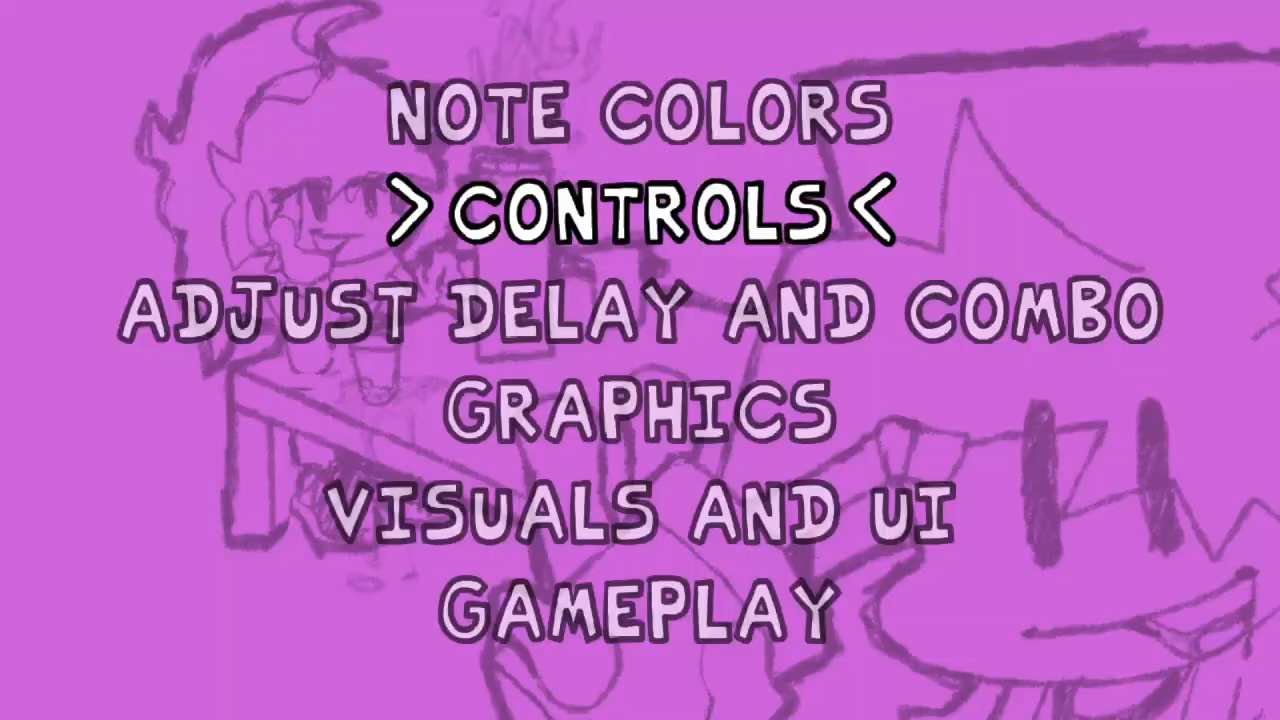 NOTE COLORS
>CONTROLS<
ADJUST DELAY AND COMBO
GRAPHICS
VISUALS AND UI
GAMEPLAY